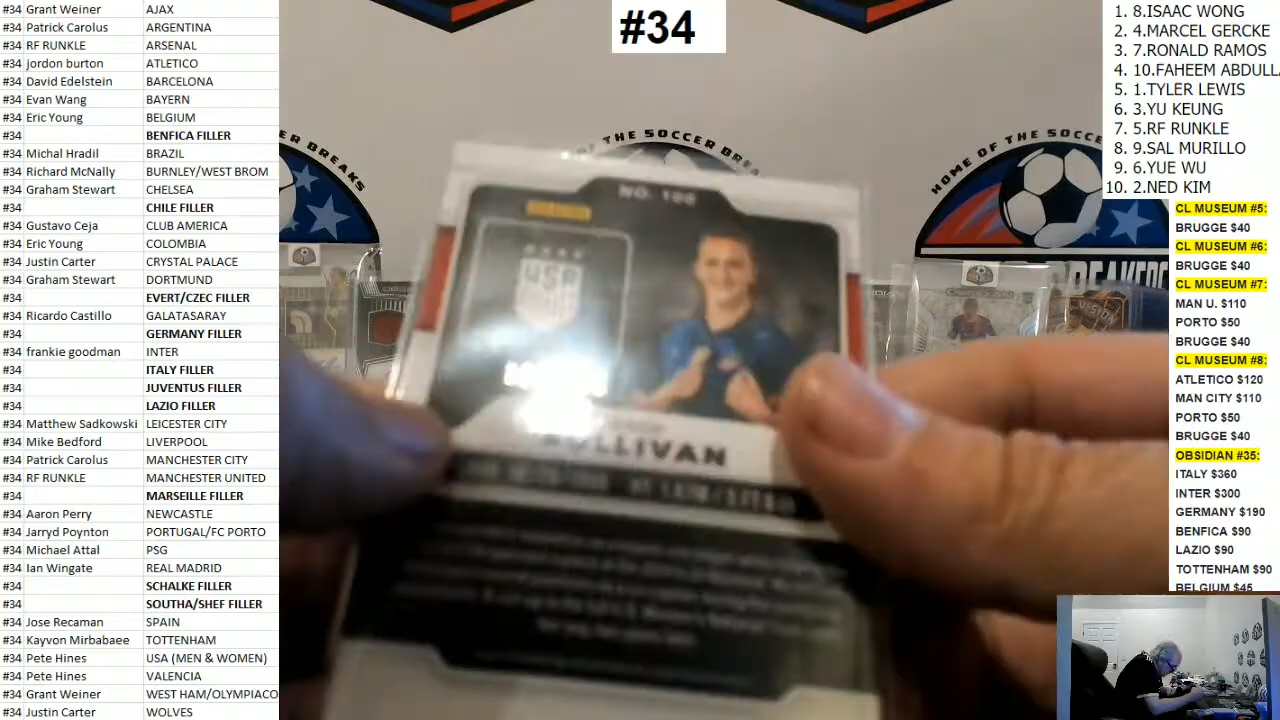 #34 Grant Weiner AJAX
#34 Patrick Carolus ARGENTINA
#34 RF RUNKLE ARSENAL
#34 jordon burton ATLETICO
#34 David Edelstein BARCELONA
#34 Evan Wang BAYERN
#34 Eric Young BELGIUM
#34 BENFICA FILLER
#34 Michal Hradil BRAZIL
#34 Richard McNally BURNLEY/WEST BROM
#34 Graham Stewart CHELSEA
#34 CHILE FILLER
#34 Gustavo Ceja CLUB AMERICA
#34 Eric Young COLOMBIA
#34 Justin Carter CRYSTAL PALACE
#34 Graham Stewart DORTMUND
#34 EVERT/CZEC FILLER
#34 Ricardo Castillo GALATASARAY
#34 GERMANY FILLER
#34 frankie goodman INTER
#34 ITALY FILLER
#34 JUVENTUS FILLER
#34 LAZIO FILLER
#34 Matthew Sadkowski LEICESTER CITY
#34 Mike Bedford LIVERPOOL
#34 Patrick Carolus MANCHESTER CITY
#34 RF RUNKLE MANCHESTER UNITED
#34 MARSEILLE FILLER
#34 Aaron Perry NEWCASTLE
#34 Jarryd Poynton PORTUGAL/FC PORTO
#34 Michael Attal PSG
#34 Ian Wingate REAL MADRID
#34 SCHALKE FILLER
#34 SOUTHA/SHEF FILLER
#34 Jose Recaman SPAIN
#34 Kayvon Mirbabaee TOTTENHAM
#34 Pete Hines USA (MEN & WOMEN)
#34 Pete Hines VALENCIA
#34 Grant Weiner WEST HAM/OLYMPIACO
#34 Justin Carter WOLVES
#34
THE SOCCER BRE
HOME OF THE SOCCER
NO.
PANINI
USA
1. 8.ISAAC WONG
2. 4.MARCEL GERCKE
3. 7.RONALD RAMOS
4. 10.FAHEEM ABDULL
5. 1.TYLER LEWIS
6. 3.YU KEUNG
7. 5.RF RUNKLE
8. 9.SAL MURILLO
9. 6.YUE WU
10. 2.NED KIM
CL MUSEUM #5:
BRUGGE $40
CL MUSEUM #6:
BRUGGE $40
CL MUSEUM #7:
MAN U. $110
PORTO $50
BRUGGE $40
CL MUSEUM #8:
ATLETICO $120
MAN CITY $110
PORTO $50
BRUGGE $40
OBSIDIAN #35:
ITALY $360
INTER $300
GERMANY $190
BENFICA $90
LAZIO $90
TOTTENHAM $90
BELGIUM $45